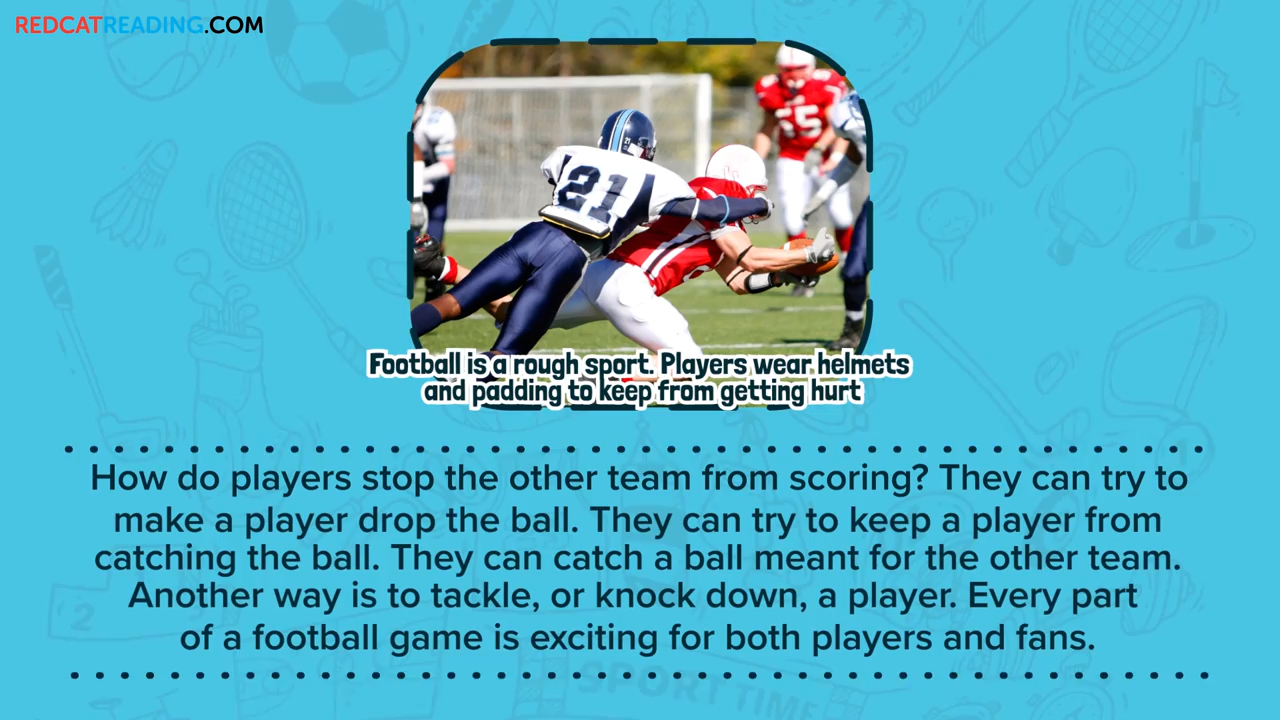 REDCATREADING.COM
21
55
Football is a rough sport. Players wear helmets
and padding to keep from getting hurt
How do players stop the other team from scoring? They can try to
make a player drop the ball. They can try to keep a player from
catching the ball. They can catch a ball meant for the other team.
Another way is to tackle, or knock down, a player. Every part
of a football game is exciting for both players and fans.
2
SPORT TIME